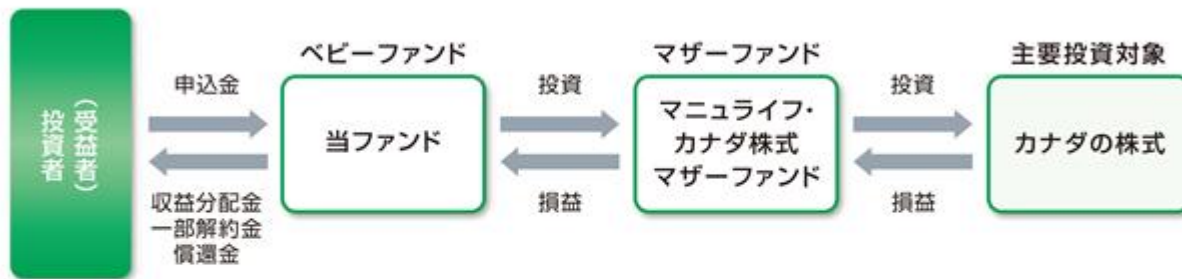 投資者
(受益者)
申込金
収益分配金
一部解約金
償還金
ベビーファンド
当ファンド
投資
損益
マザーファンド
マニュライフ・
カナダ株式
マザーファンド
投資
損益
主要投資対象
カナダの株式